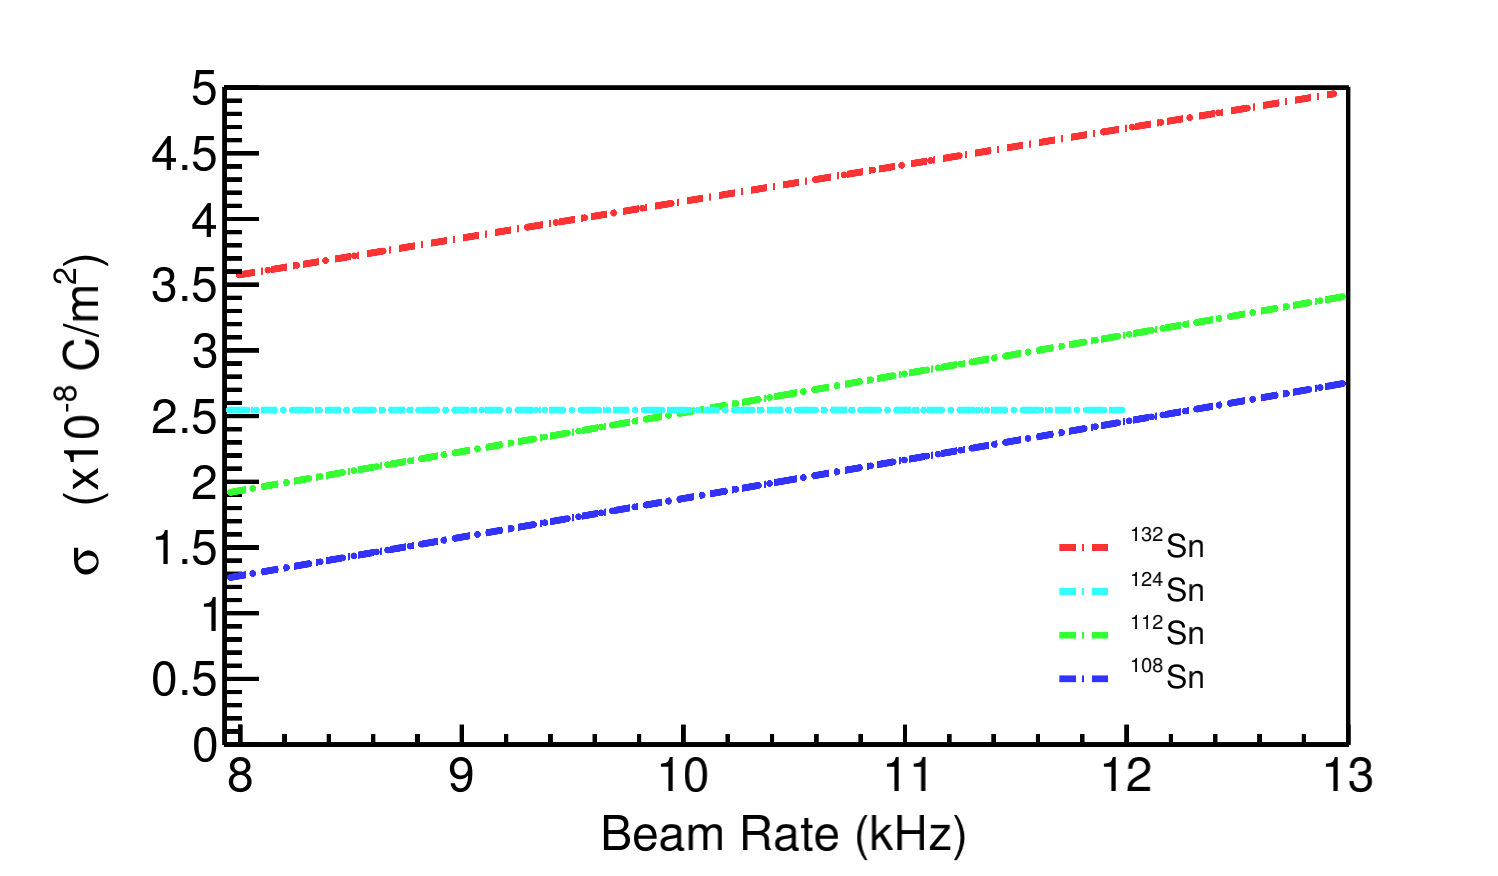 5
4.5
4
3.5
3
2.5
2
1.5
1
0.5
0
σ (x10⁻⁸ C/m²)
¹³²Sn
¹²⁴Sn
¹¹²Sn
¹⁰⁸Sn
8 9 10 11 12 13
Beam Rate (kHz)